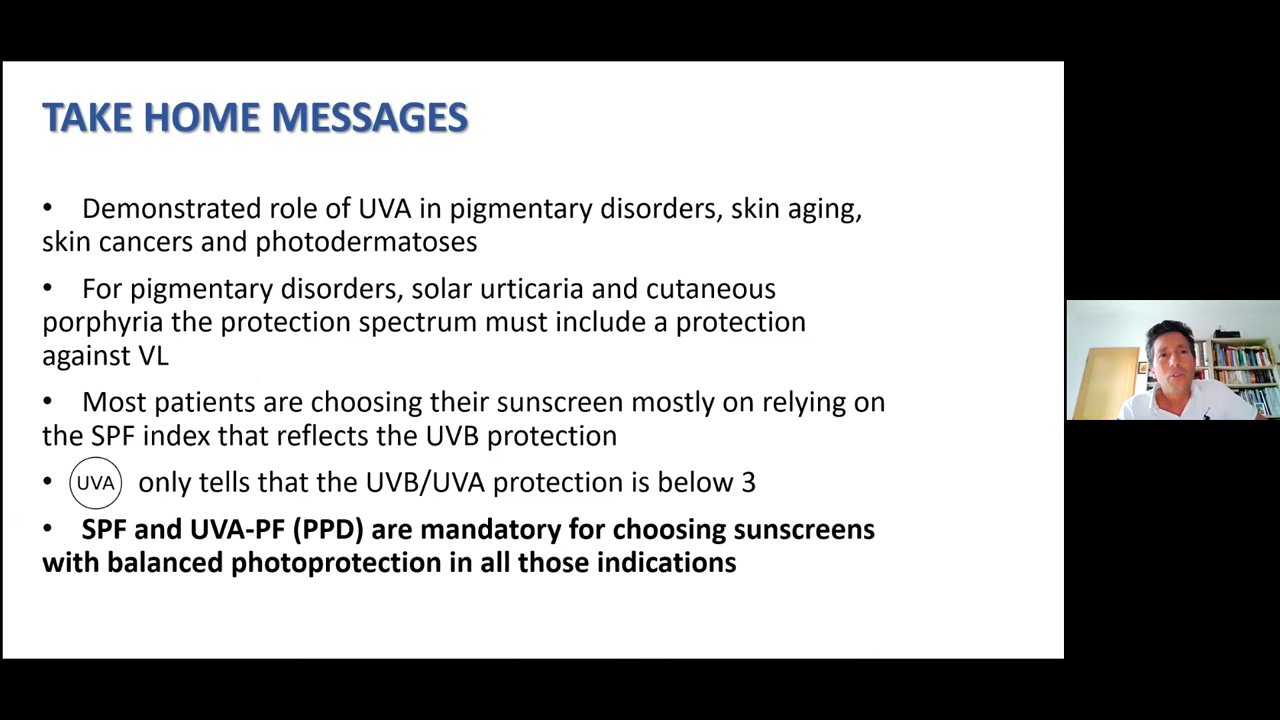 TAKE HOME MESSAGES
• Demonstrated role of UVA in pigmentary disorders, skin aging,
skin cancers and photodermatoses
• For pigmentary disorders, solar urticaria and cutaneous
porphyria the protection spectrum must include a protection
against VL
• Most patients are choosing their sunscreen mostly on relying on
the SPF index that reflects the UVB protection
• UVA only tells that the UVB/UVA protection is below 3
• SPF and UVA-PF (PPD) are mandatory for choosing sunscreens
with balanced photoprotection in all those indications